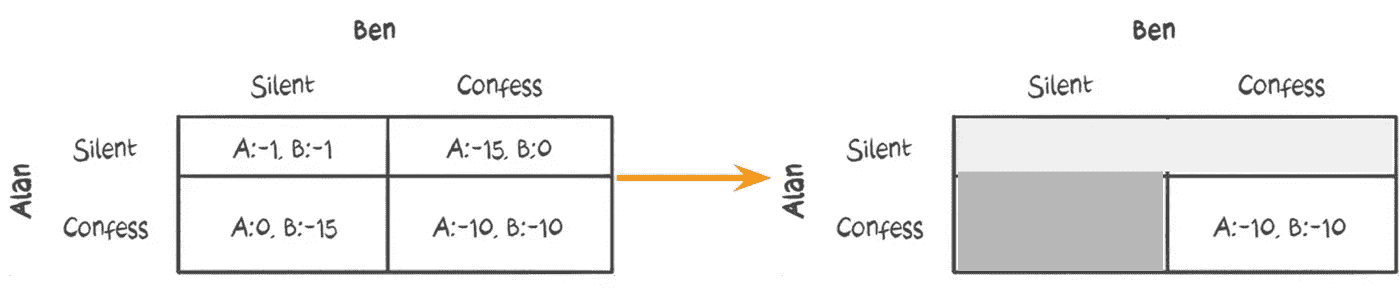 Ben
Silent Confess
Silent A:-1, B:-1 A:-15, B;0
Alan
Confess A:0, B:-15 A:-10, B:-10
Ben
Silent Confess
Silent
Alan
Confess A:-10, B:-10